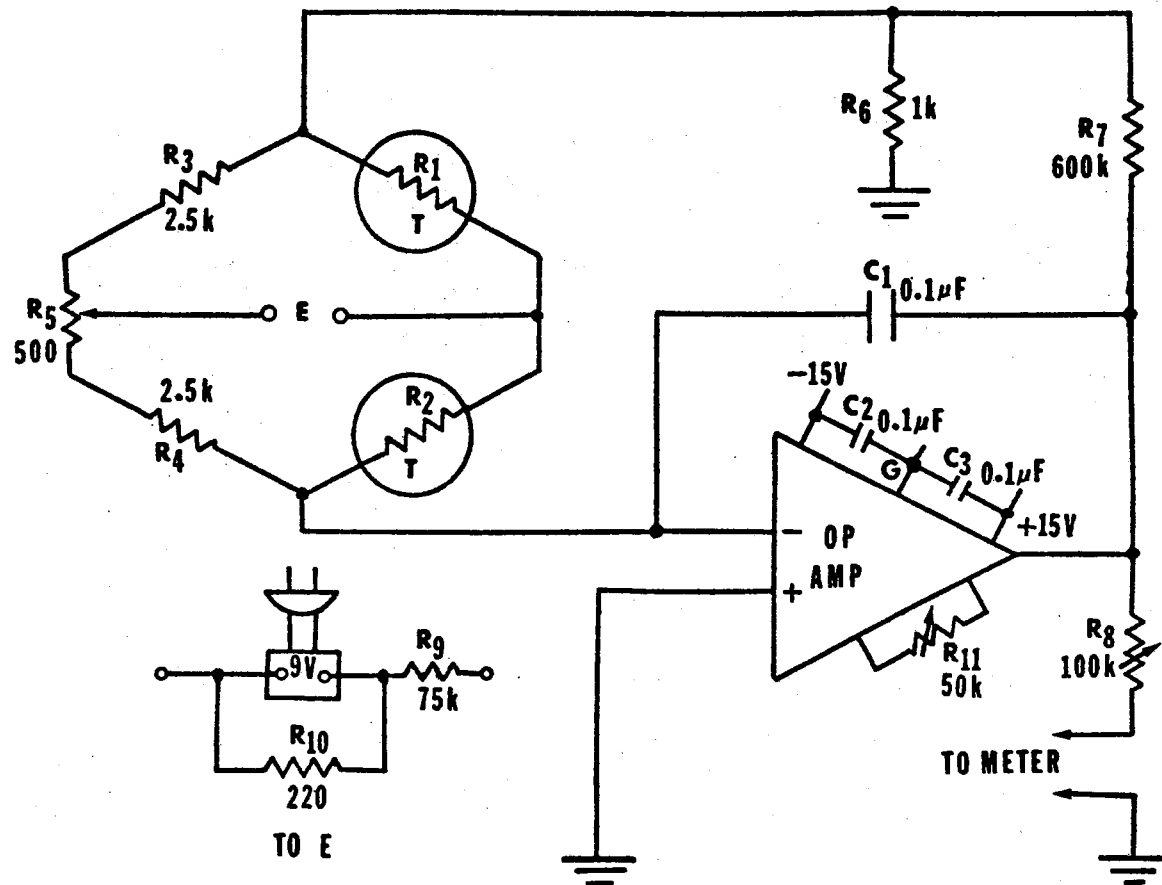 R3
2.5k
R1
T
R6
1k
R7
600k
C1
0.1μF
R5
500
E
2.5k
R4
R2
T
-15V
C2
0.1μF
G
C3
0.1μF
+15V
-
OP
AMP
+
R11
50k
R8
100k
9V
R9
75k
R10
220
TO E
TO METER